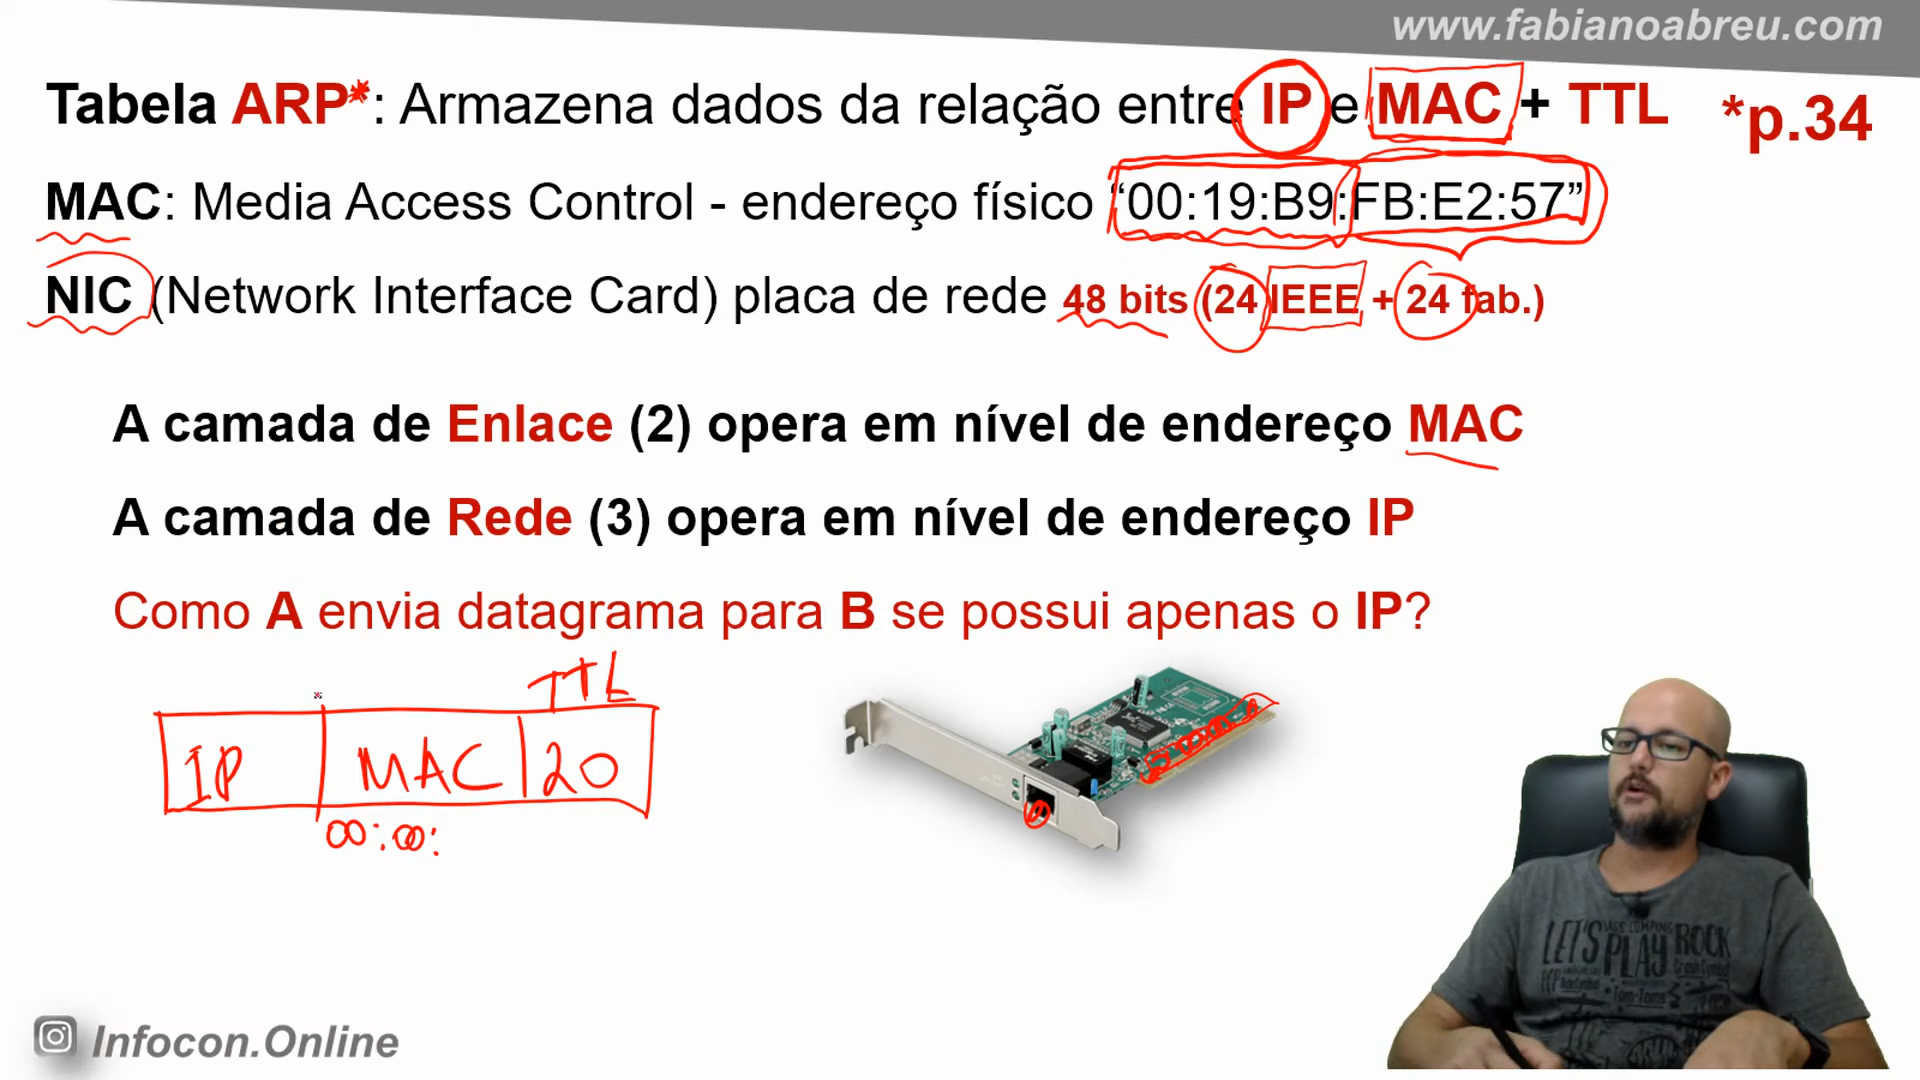 www.fabianoabreu.com
Tabela ARP*: Armazena dados da relação entre IP e MAC + TTL *p.34
MAC: Media Access Control - endereço físico “00:19:B9:FB:E2:57”
NIC (Network Interface Card) placa de rede 48 bits (24 IEEE + 24 fab.)
A camada de Enlace (2) opera em nível de endereço MAC
A camada de Rede (3) opera em nível de endereço IP
Como A envia datagrama para B se possui apenas o IP?
TTL
IP MAC 20
00:00:
LET'S PLAY ROCK
Infocon.Online